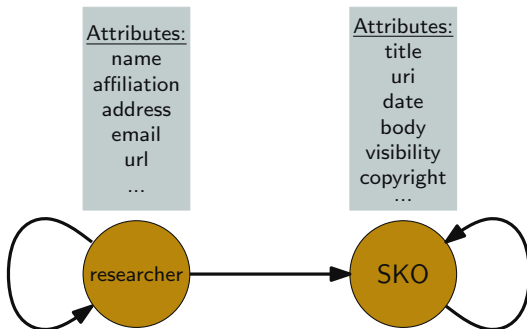 Attributes:
name
affiliation
address
email
url
...
Attributes:
title
uri
date
body
visibility
copyright
...
researcher
SKO